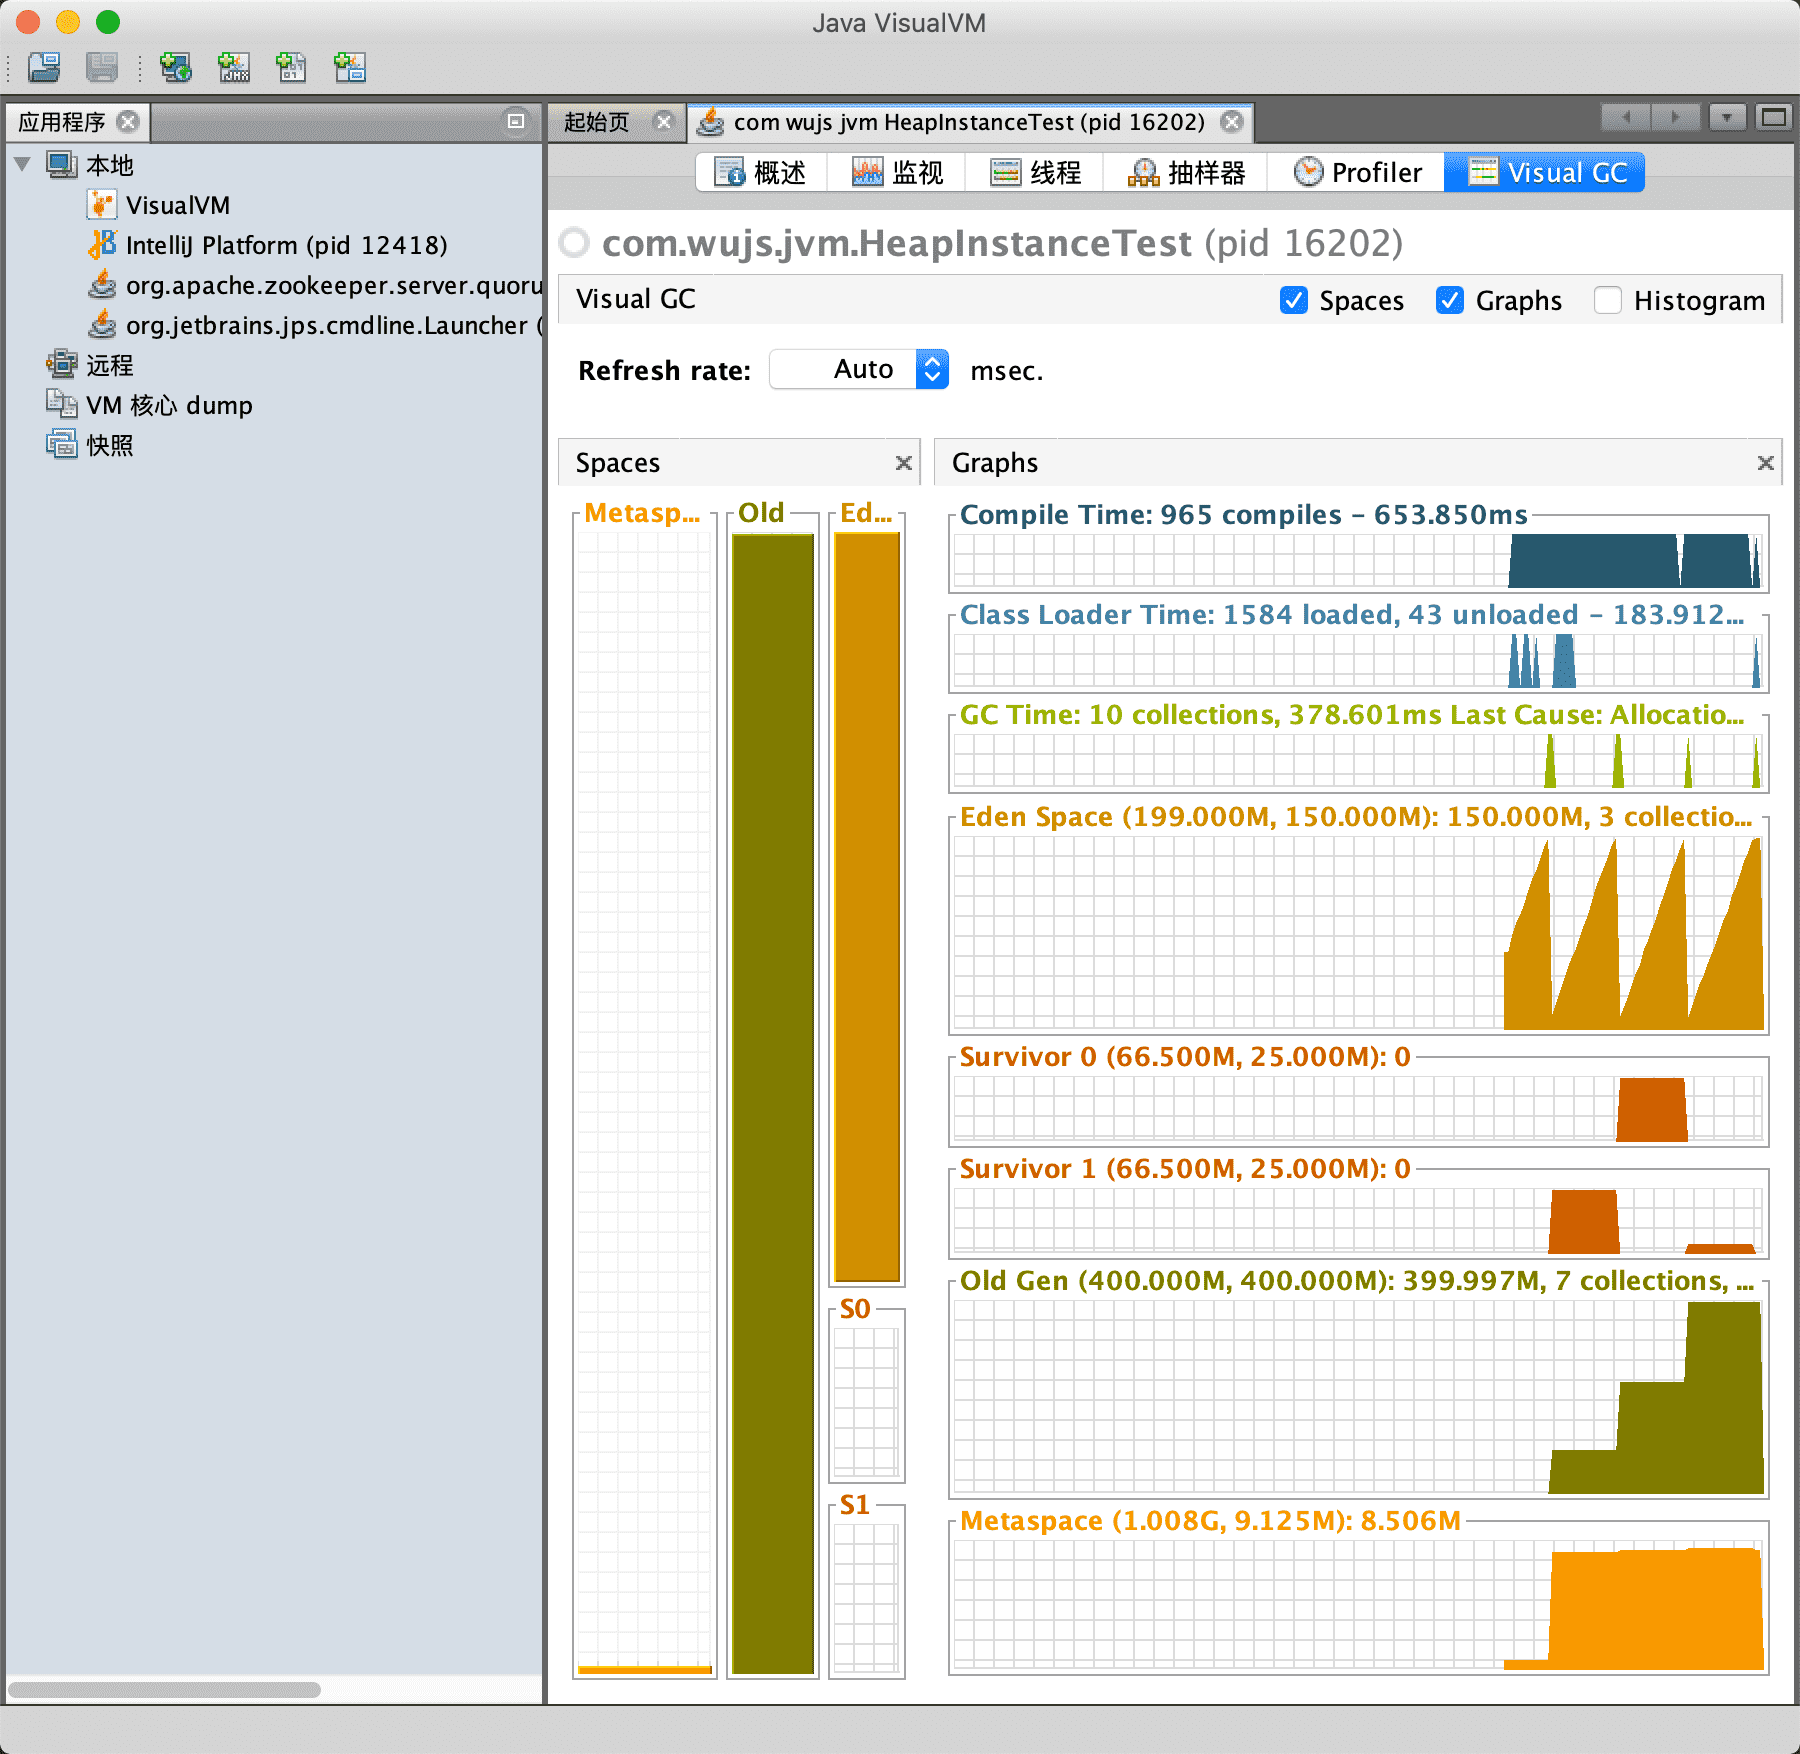 Java VisualVM
应用程序
起始页
com wujs jvm HeapInstanceTest (pid 16202)
本地
VisualVM
IntelliJ Platform (pid 12418)
org.apache.zookeeper.server.quoru
org.jetbrains.jps.cmdline.Launcher (
远程
VM 核心 dump
快照
概述
监视
线程
抽样器
Profiler
Visual GC
com.wujs.jvm.HeapInstanceTest (pid 16202)
Visual GC
Spaces
Graphs
Histogram
Refresh rate: Auto msec.
Spaces
Metasp...
Old
Ed...
S0
S1
Graphs
Compile Time: 965 compiles - 653.850ms
Class Loader Time: 1584 loaded, 43 unloaded - 183.912...
GC Time: 10 collections, 378.601ms Last Cause: Allocatio...
Eden Space (199.000M, 150.000M): 150.000M, 3 collectio...
Survivor 0 (66.500M, 25.000M): 0
Survivor 1 (66.500M, 25.000M): 0
Old Gen (400.000M, 400.000M): 399.997M, 7 collections, ...
Metaspace (1.008G, 9.125M): 8.506M